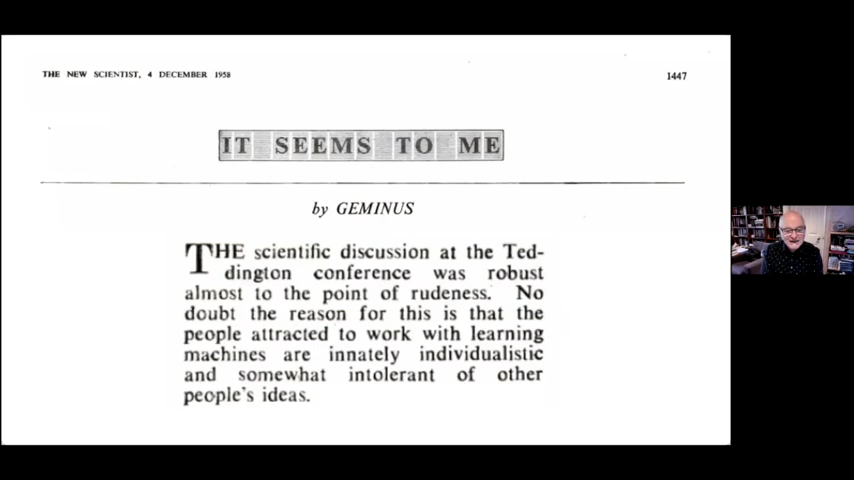 THE NEW SCIENTIST, 4 DECEMBER 1958
1447
IT SEEMS TO ME
by GEMINUS
THE scientific discussion at the Ted-
dington conference was robust
almost to the point of rudeness. No
doubt the reason for this is that the
people attracted to work with learning
machines are innately individualistic
and somewhat intolerant of other
people's ideas.